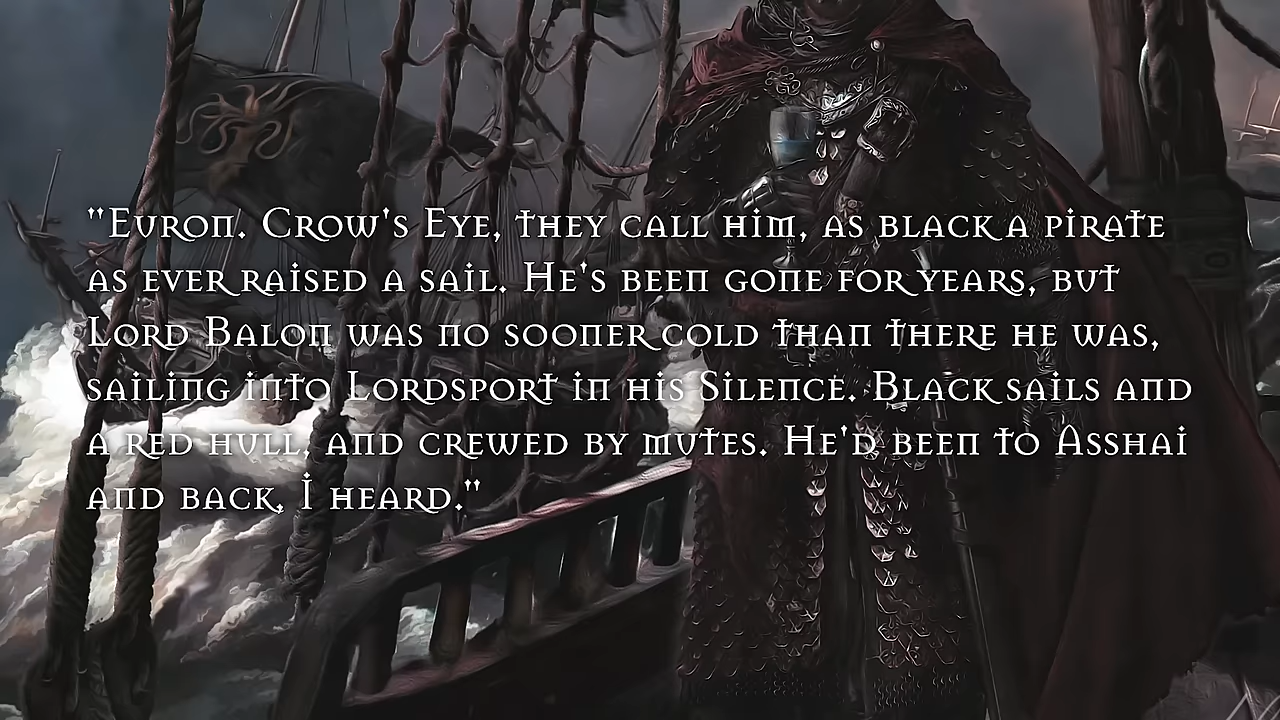 "Euron. Crow's Eye, they call him, as black a pirate
as ever raised a sail. He's been gone for years, but
Lord Balon was no sooner cold than there he was,
sailing into Lordsport in his Silence. Black sails and
a red hull, and crewed by mutes. He'd been to Asshai
and back, I heard."